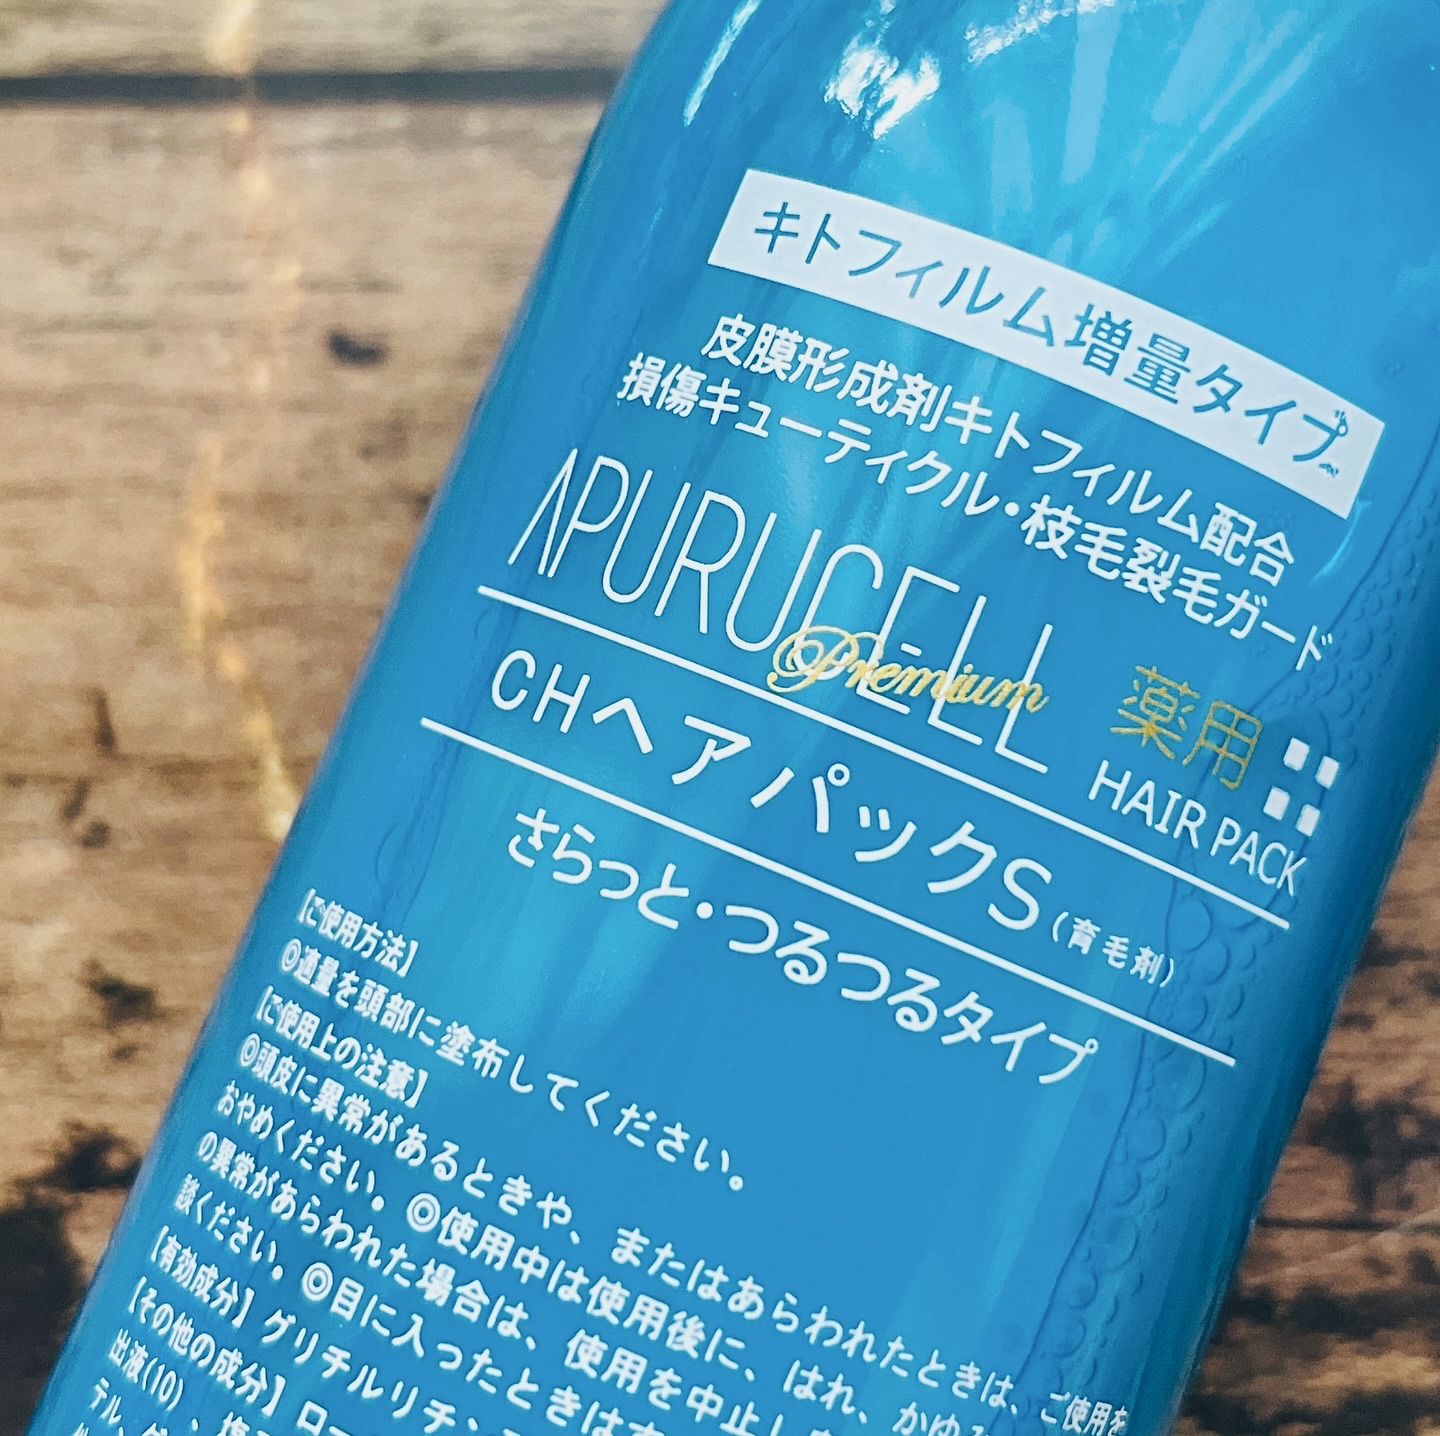 キトフィルム増量タイプ
皮膜形成剤キトフィルム配合
損傷キューティクル・枝毛裂毛ガード
APURUCELL
Premium
薬用
HAIR PACK
CHヘアパックS(育毛剤)
さらっと・つるつるタイプ
【ご使用方法】
◎適量を頭部に塗布してください。
【ご使用上の注意】
◎頭皮に異常があるときや、またはあらわれたときは、ご使用を
おやめください。◎使用中は使用後に、はれ、かゆみ
の異常があらわれた場合は、使用を中止し
談ください。◎目に入ったときはす
【有効成分】グリチルリチ
【その他の成分】ロー
出液(10)、塩
テル、グ